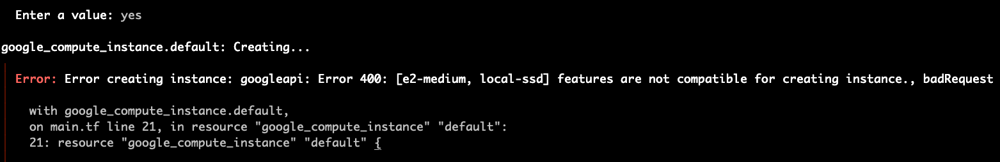 Enter a value: yes
google_compute_instance.default: Creating...
Error: Error creating instance: googleapi: Error 400: [e2-medium, local-ssd] features are not compatible for creating instance., badRequest
with google_compute_instance.default,
on main.tf line 21, in resource "google_compute_instance" "default":
21: resource "google_compute_instance" "default" {